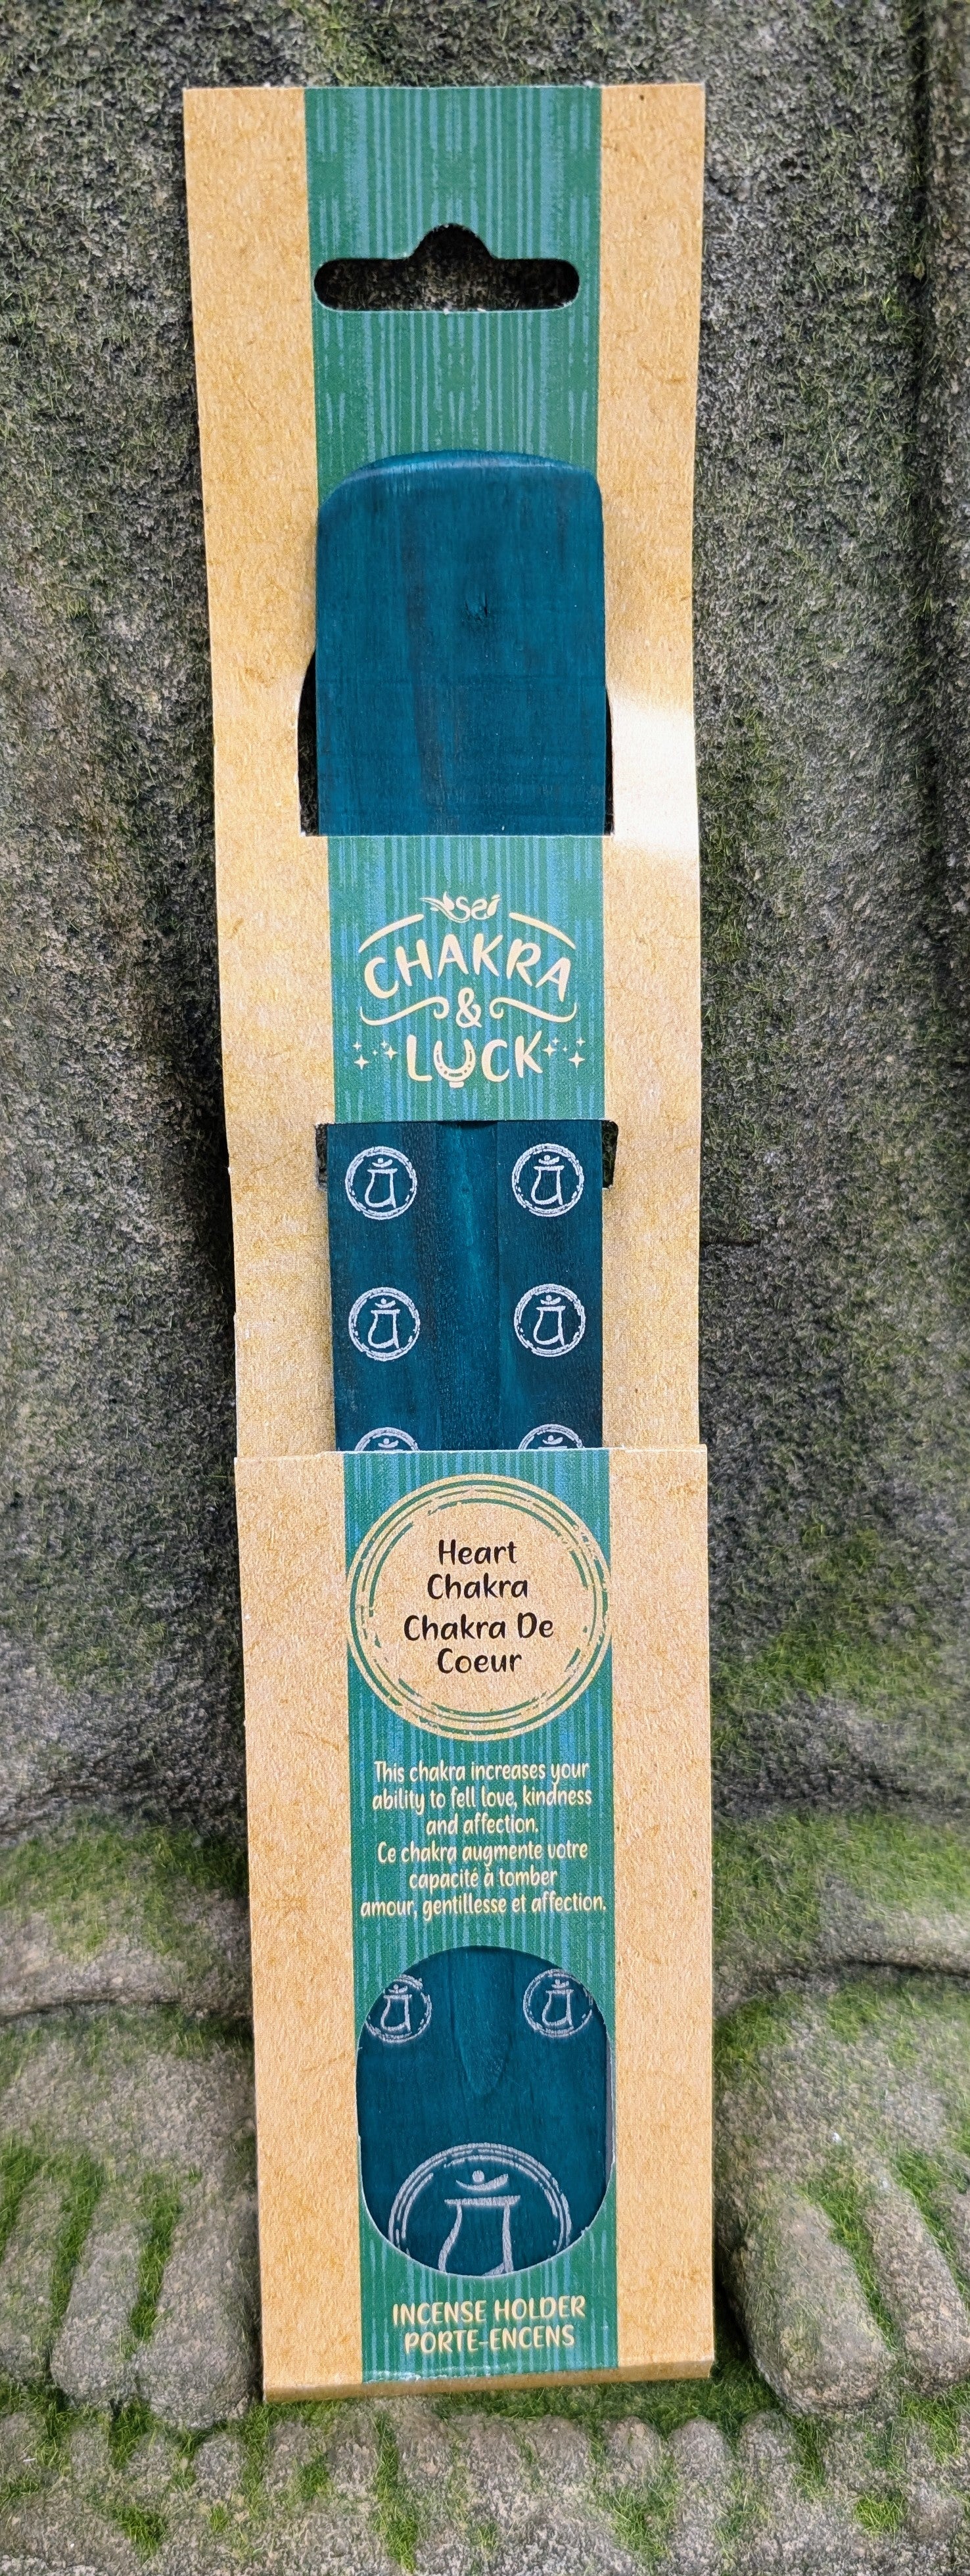 sei
CHAKRA
&
LUCK
Heart
Chakra
Chakra De
Coeur
This chakra increases your
ability to fell love, kindness
and affection.
Ce chakra augmente votre
capacité à tomber
amour, gentillesse et affection.
INCENSE HOLDER
PORTE-ENCENS